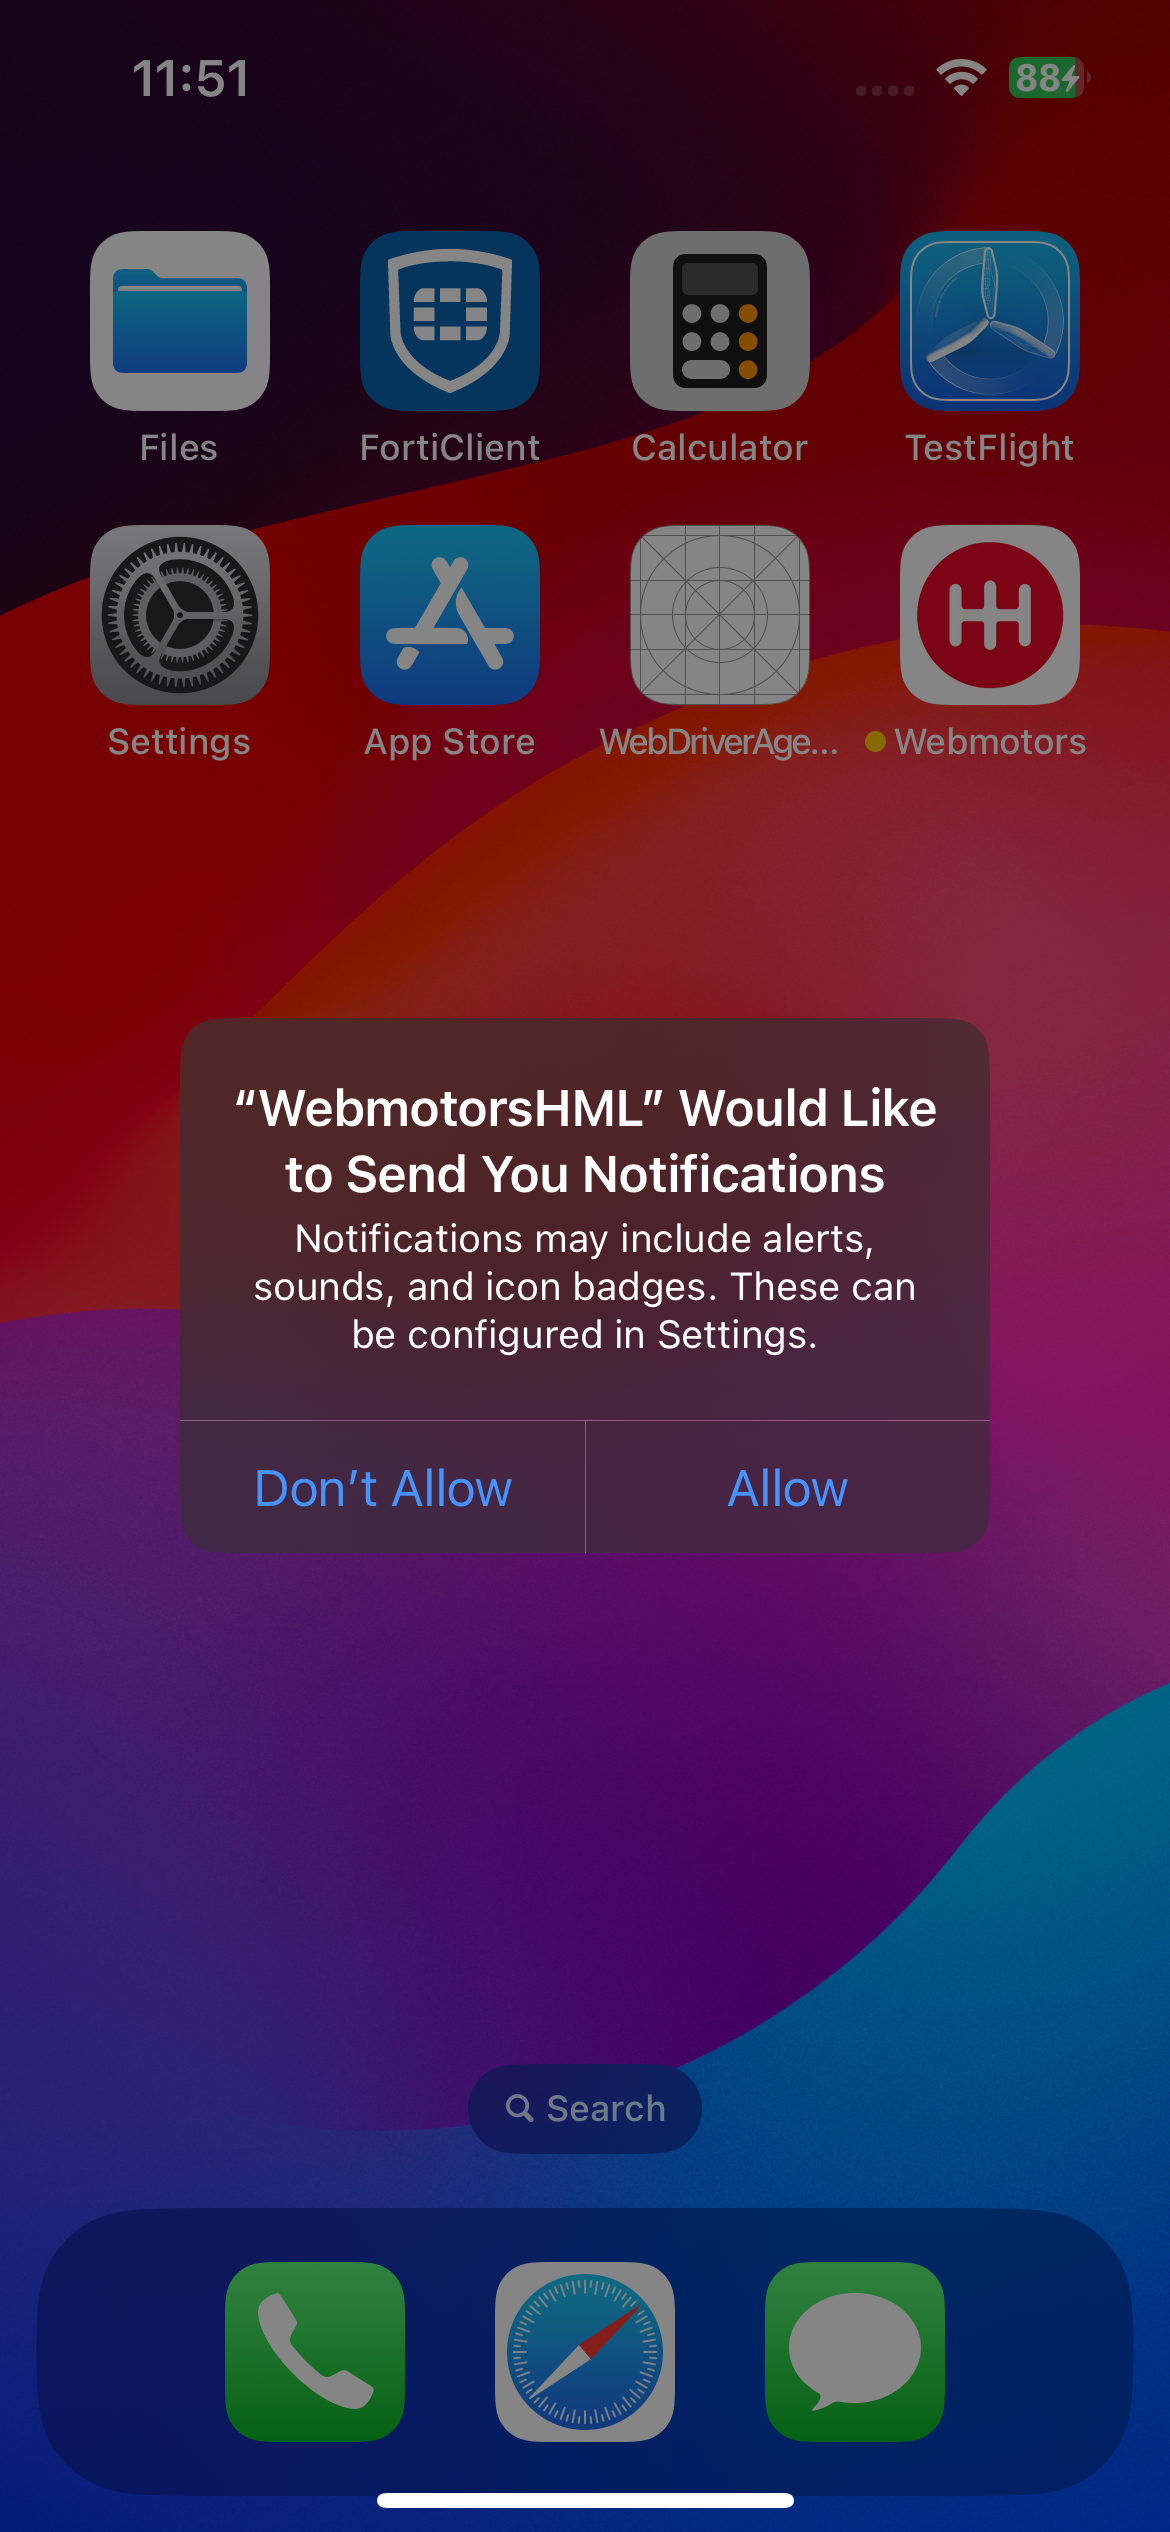 11:51
88
Files
FortiClient
Calculator
TestFlight
Settings
App Store
WebDriverAge...
Webmotors
“WebmotorsHML” Would Like
to Send You Notifications
Notifications may include alerts,
sounds, and icon badges. These can
be configured in Settings.
Don’t Allow
Allow
Search